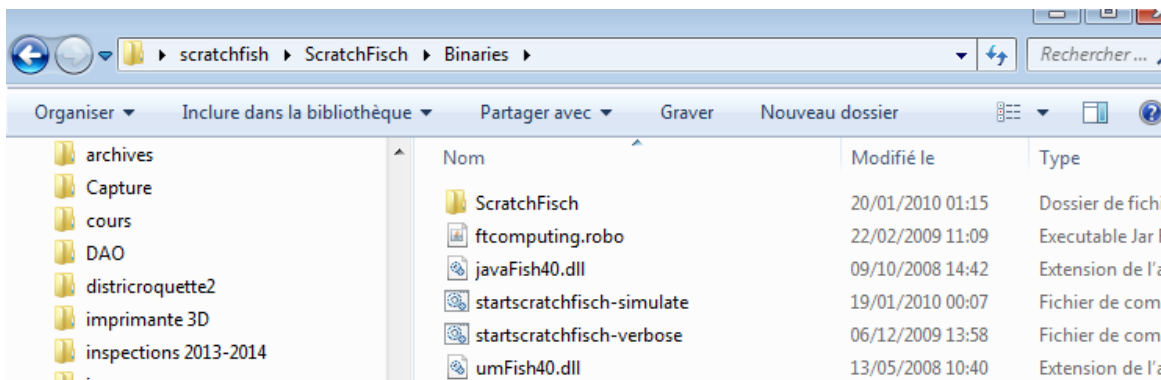 scratchfish ScratchFisch Binaries Rechercher ...
Organiser Inclure dans la bibliothèque Partager avec Graver Nouveau dossier
archives
Capture
cours
DAO
districroquette2
imprimante 3D
inspections 2013-2014
Nom Modifié le Type
ScratchFisch 20/01/2010 01:15 Dossier de fichi
ftcomputing.robo 22/02/2009 11:09 Executable Jar
javaFish40.dll 09/10/2008 14:42 Extension de l'a
startscratchfisch-simulate 19/01/2010 00:07 Fichier de com
startscratchfisch-verbose 06/12/2009 13:58 Fichier de com
umFish40.dll 13/05/2008 10:40 Extension de l'a